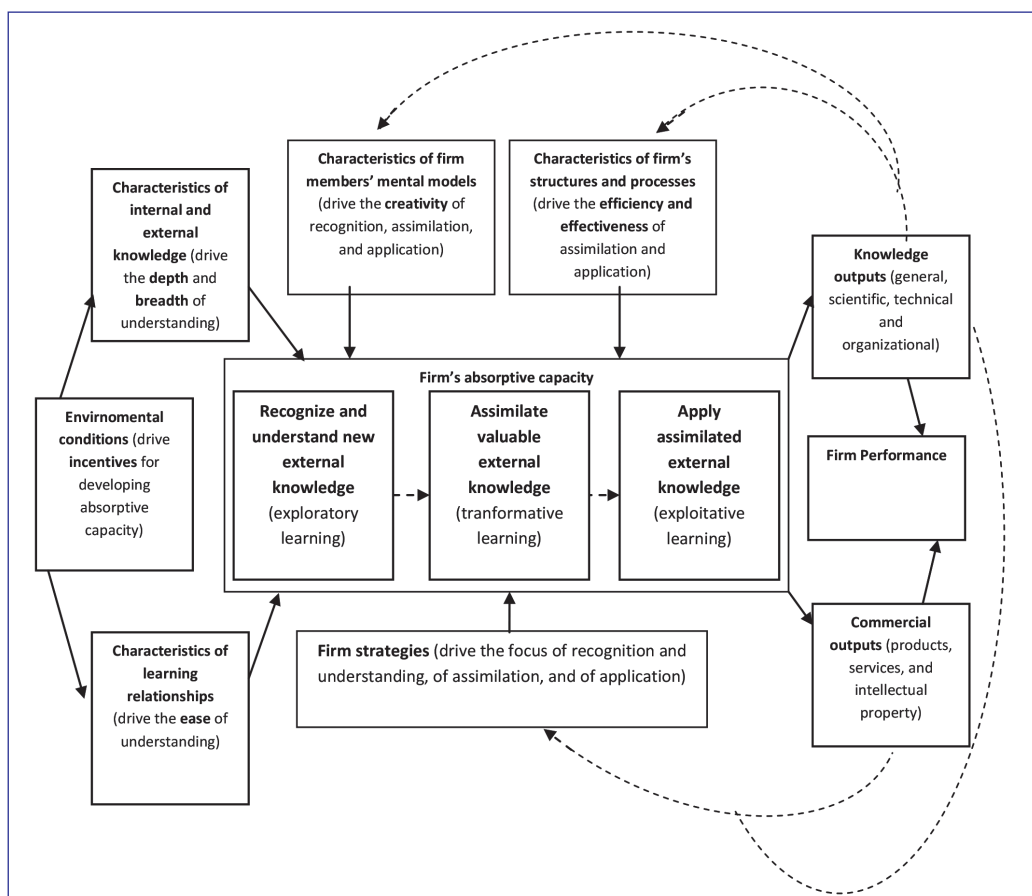 Characteristics of
internal and
external
knowledge (drive
the depth and
breadth of
understanding)
Characteristics of firm
members’ mental models
(drive the creativity of
recognition, assimilation,
and application)
Characteristics of firm’s
structures and processes
(drive the efficiency and
effectiveness of
assimilation and
application)
Knowledge
outputs (general,
scientific, technical
and
organizational)
Envirnomental
conditions (drive
incentives for
developing
absorptive
capacity)
Firm’s absorptive capacity
Recognize and
understand new
external
knowledge
(exploratory
learning)
Assimilate
valuable
external
knowledge
(tranformative
learning)
Apply
assimilated
external
knowledge
(exploitative
learning)
Firm Performance
Characteristics of
learning
relationships
(drive the ease of
understanding)
Firm strategies (drive the focus of recognition and
understanding, of assimilation, and of application)
Commercial
outputs (products,
services, and
intellectual
property)